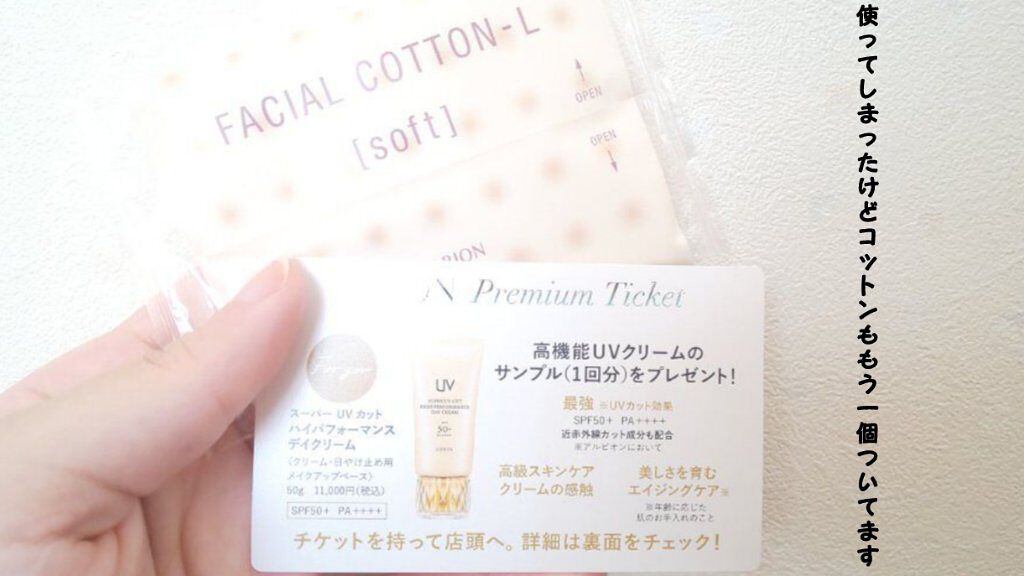 使ってしまったけどコットンももう一個ついてます
FACIAL COTTON-L
[soft]
OPEN
OPEN
Premium Ticket
高機能UVクリームの
サンプル(1回分)をプレゼント!
最強 ※UVカット効果
SPF50+ PA++++
近赤外線カット成分も配合
※アルビオンにおいて
高級スキンケア
クリームの感触
美しさを育む
エイジングケア※
※年齢に応じた
肌のお手入れのこと
スーパー UV カット
ハイパフォーマンス
デイクリーム
〈クリーム・日やけ止め用
メイクアップベース〉
50g 11,000円(税込)
SPF50+ PA++++
UV
50+
チケットを持って店頭へ。詳細は裏面をチェック!